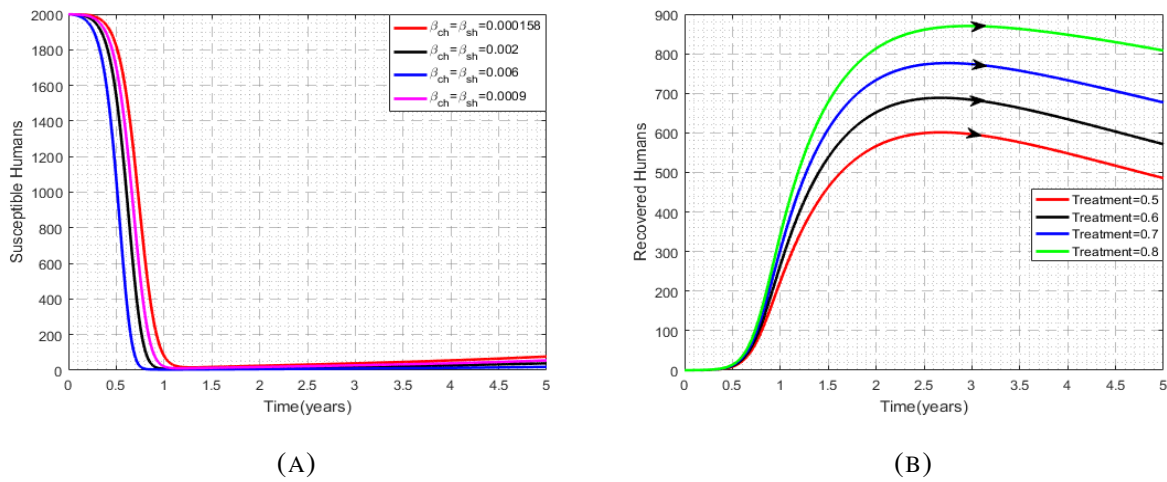 2000
1800
1600
1400
1200
1000
800
600
400
200
0
Susceptible Humans
0 0.5 1 1.5 2 2.5 3 3.5 4 4.5 5
Time(years)
β_ch=β_sh=0.000158
β_ch=β_sh=0.002
β_ch=β_sh=0.006
β_ch=β_sh=0.0009
(A)
900
800
700
600
500
400
300
200
100
0
Recovered Humans
0 0.5 1 1.5 2 2.5 3 3.5 4 4.5 5
Time(years)
Treatment=0.5
Treatment=0.6
Treatment=0.7
Treatment=0.8
(B)